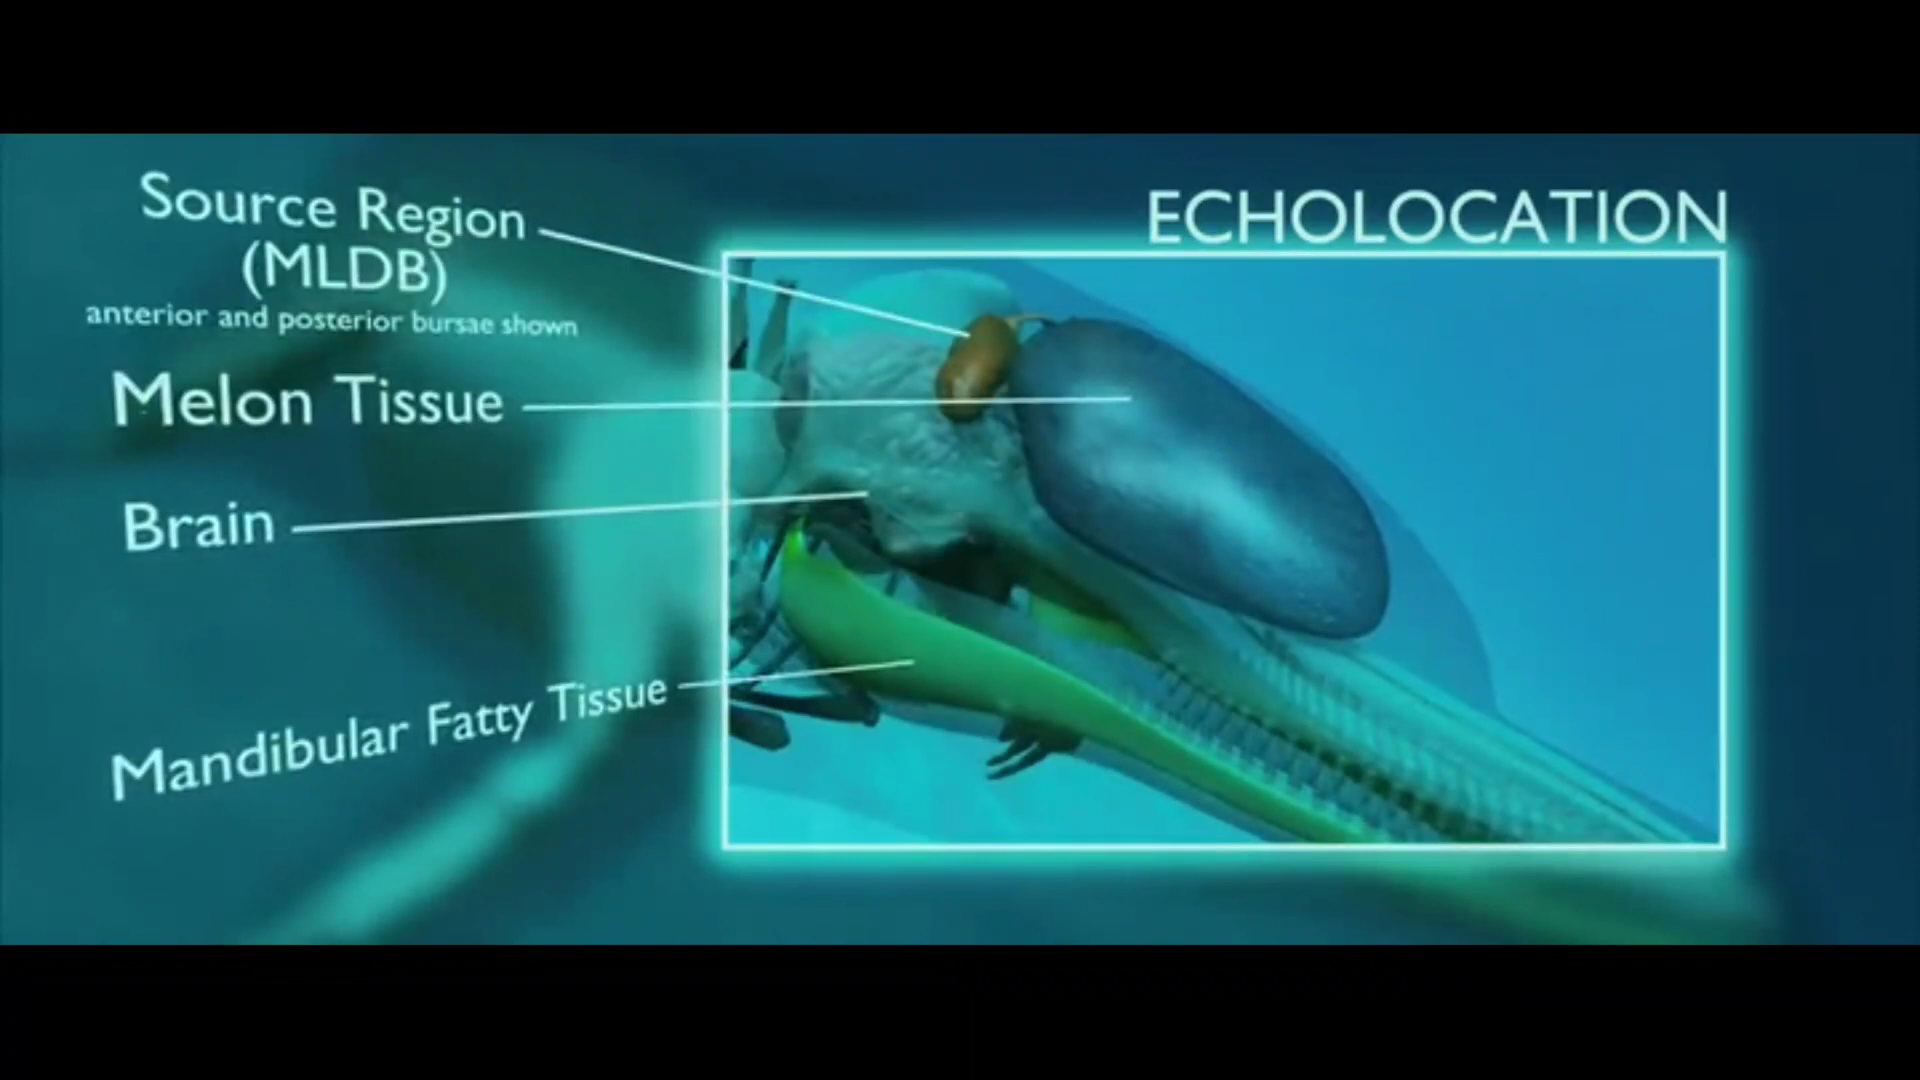 ECHOLOCATION
Source Region
(MLDB)
anterior and posterior bursae shown
Melon Tissue
Brain
Mandibular Fatty Tissue